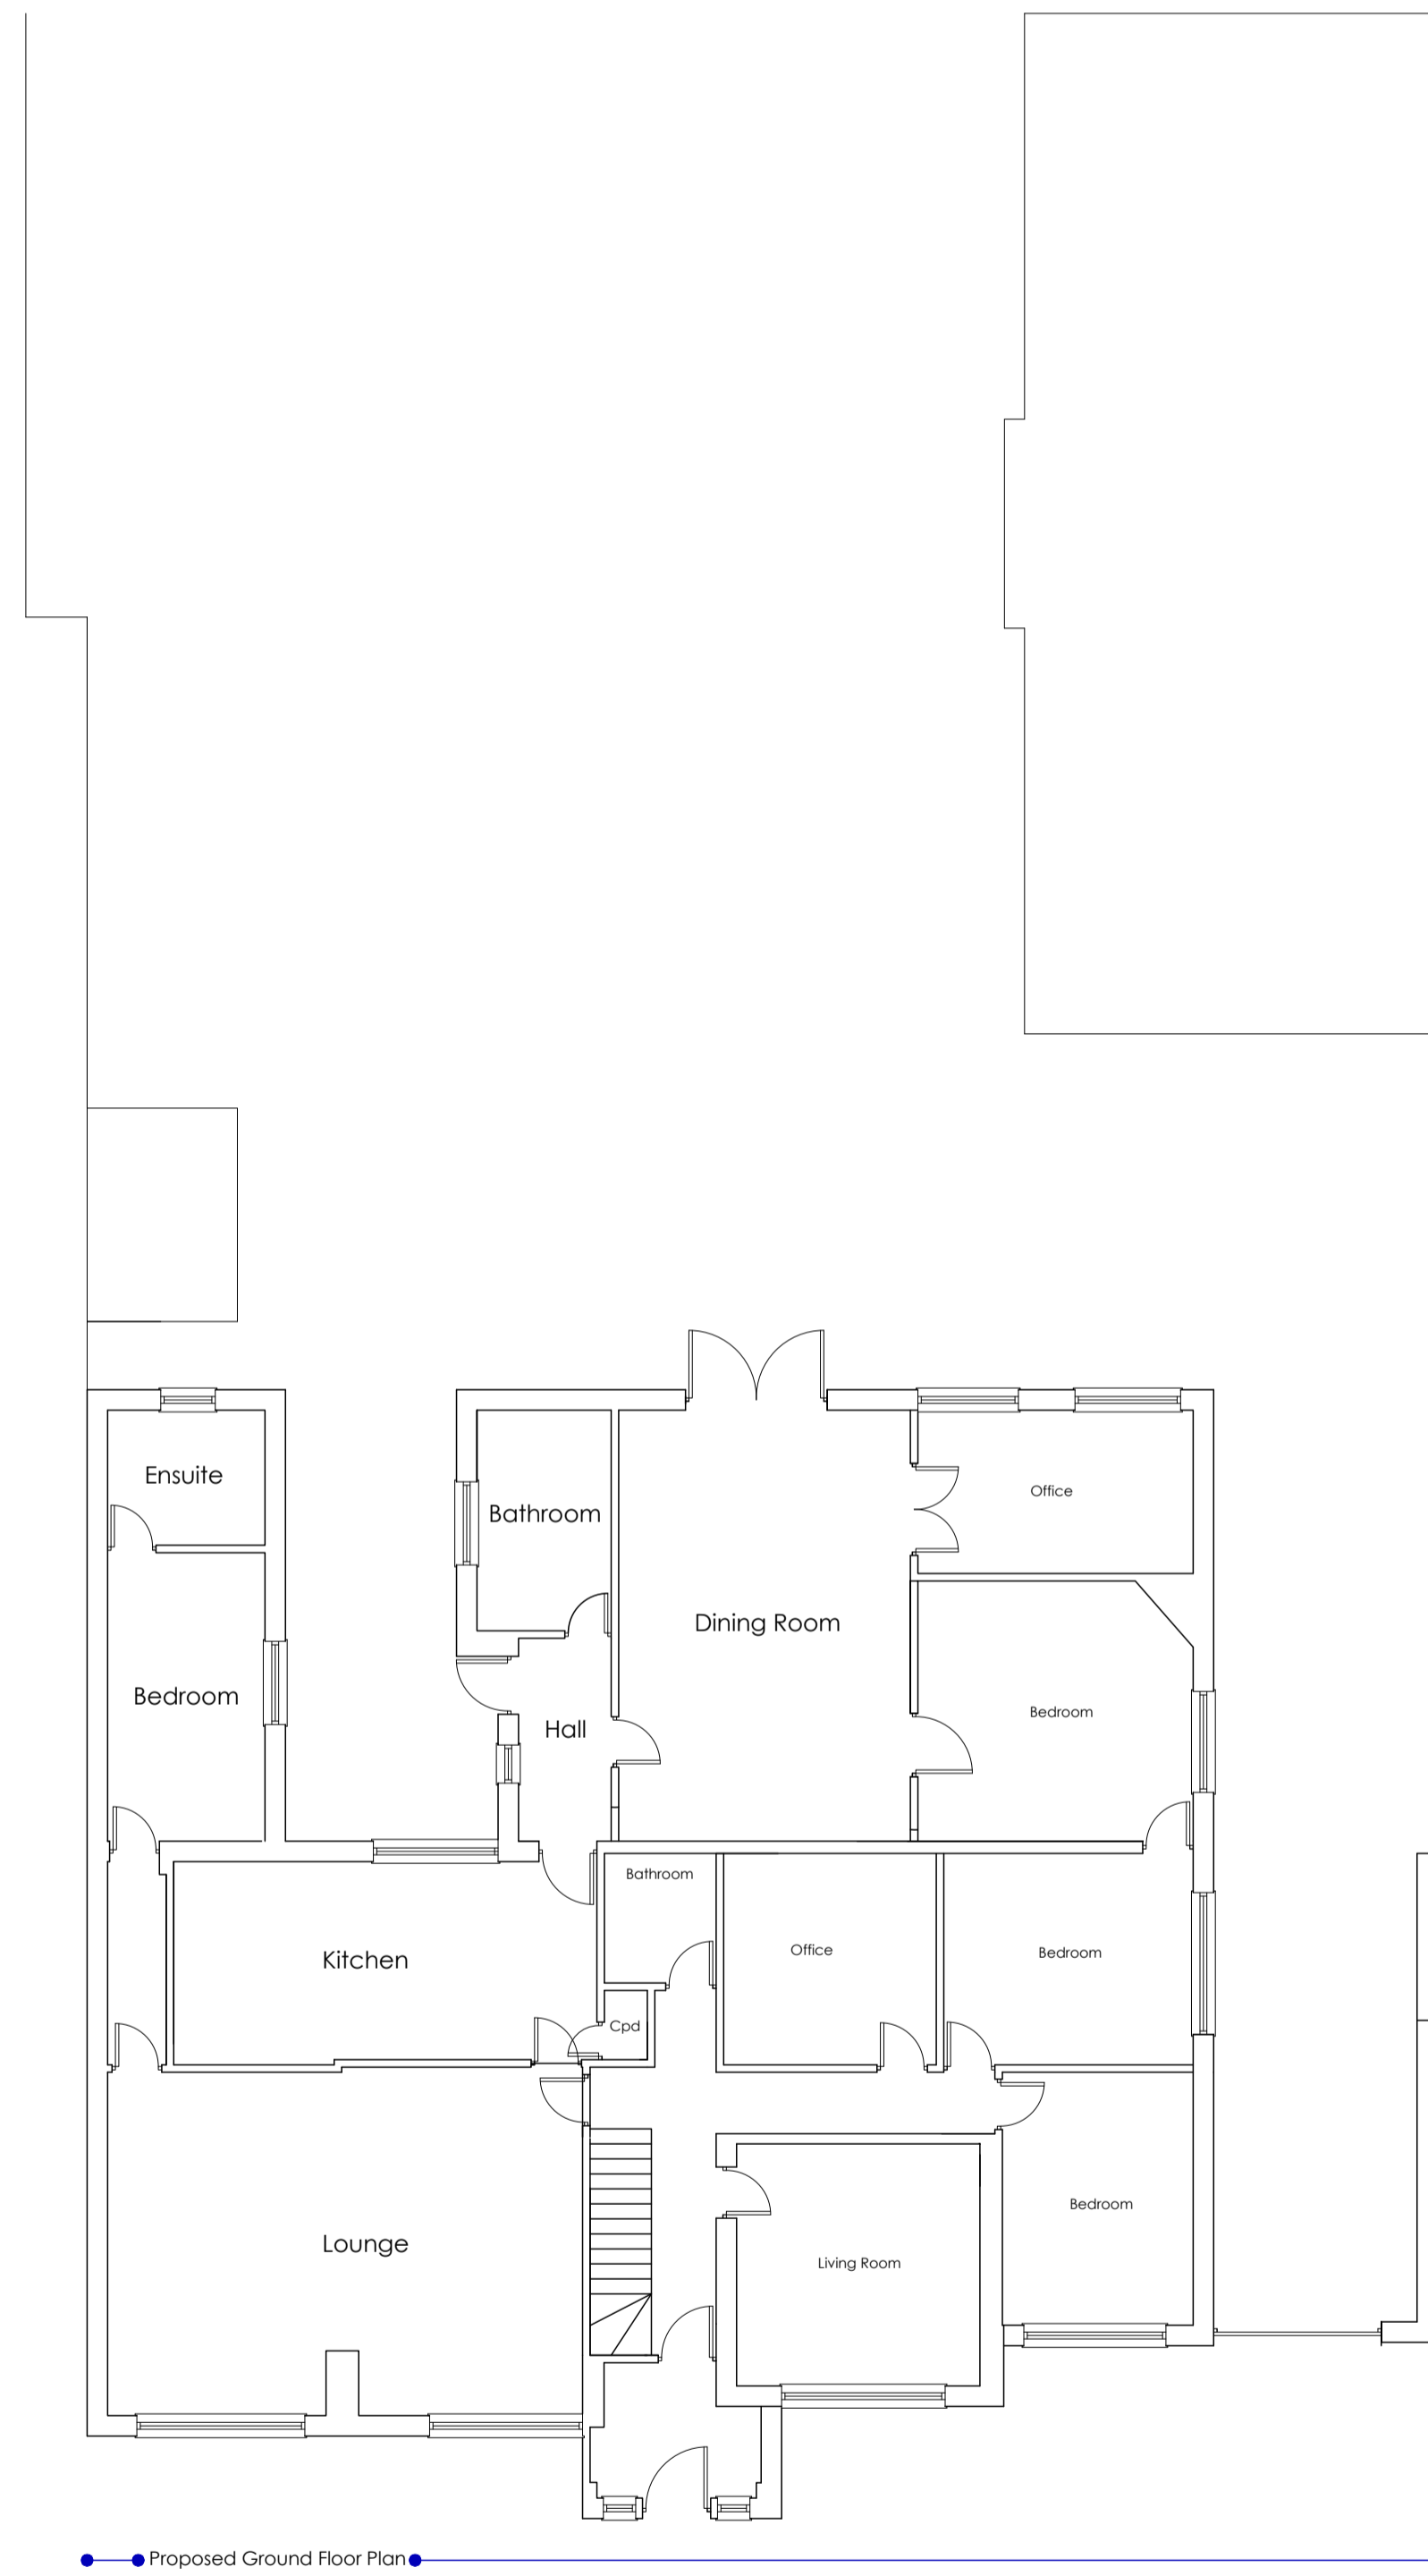 Ensuite
Office
Bathroom
Dining Room
Bedroom
Bedroom
Hall
Bathroom
Office
Bedroom
Kitchen
Cpd
Bedroom
Lounge
Living Room
Proposed Ground Floor Plan